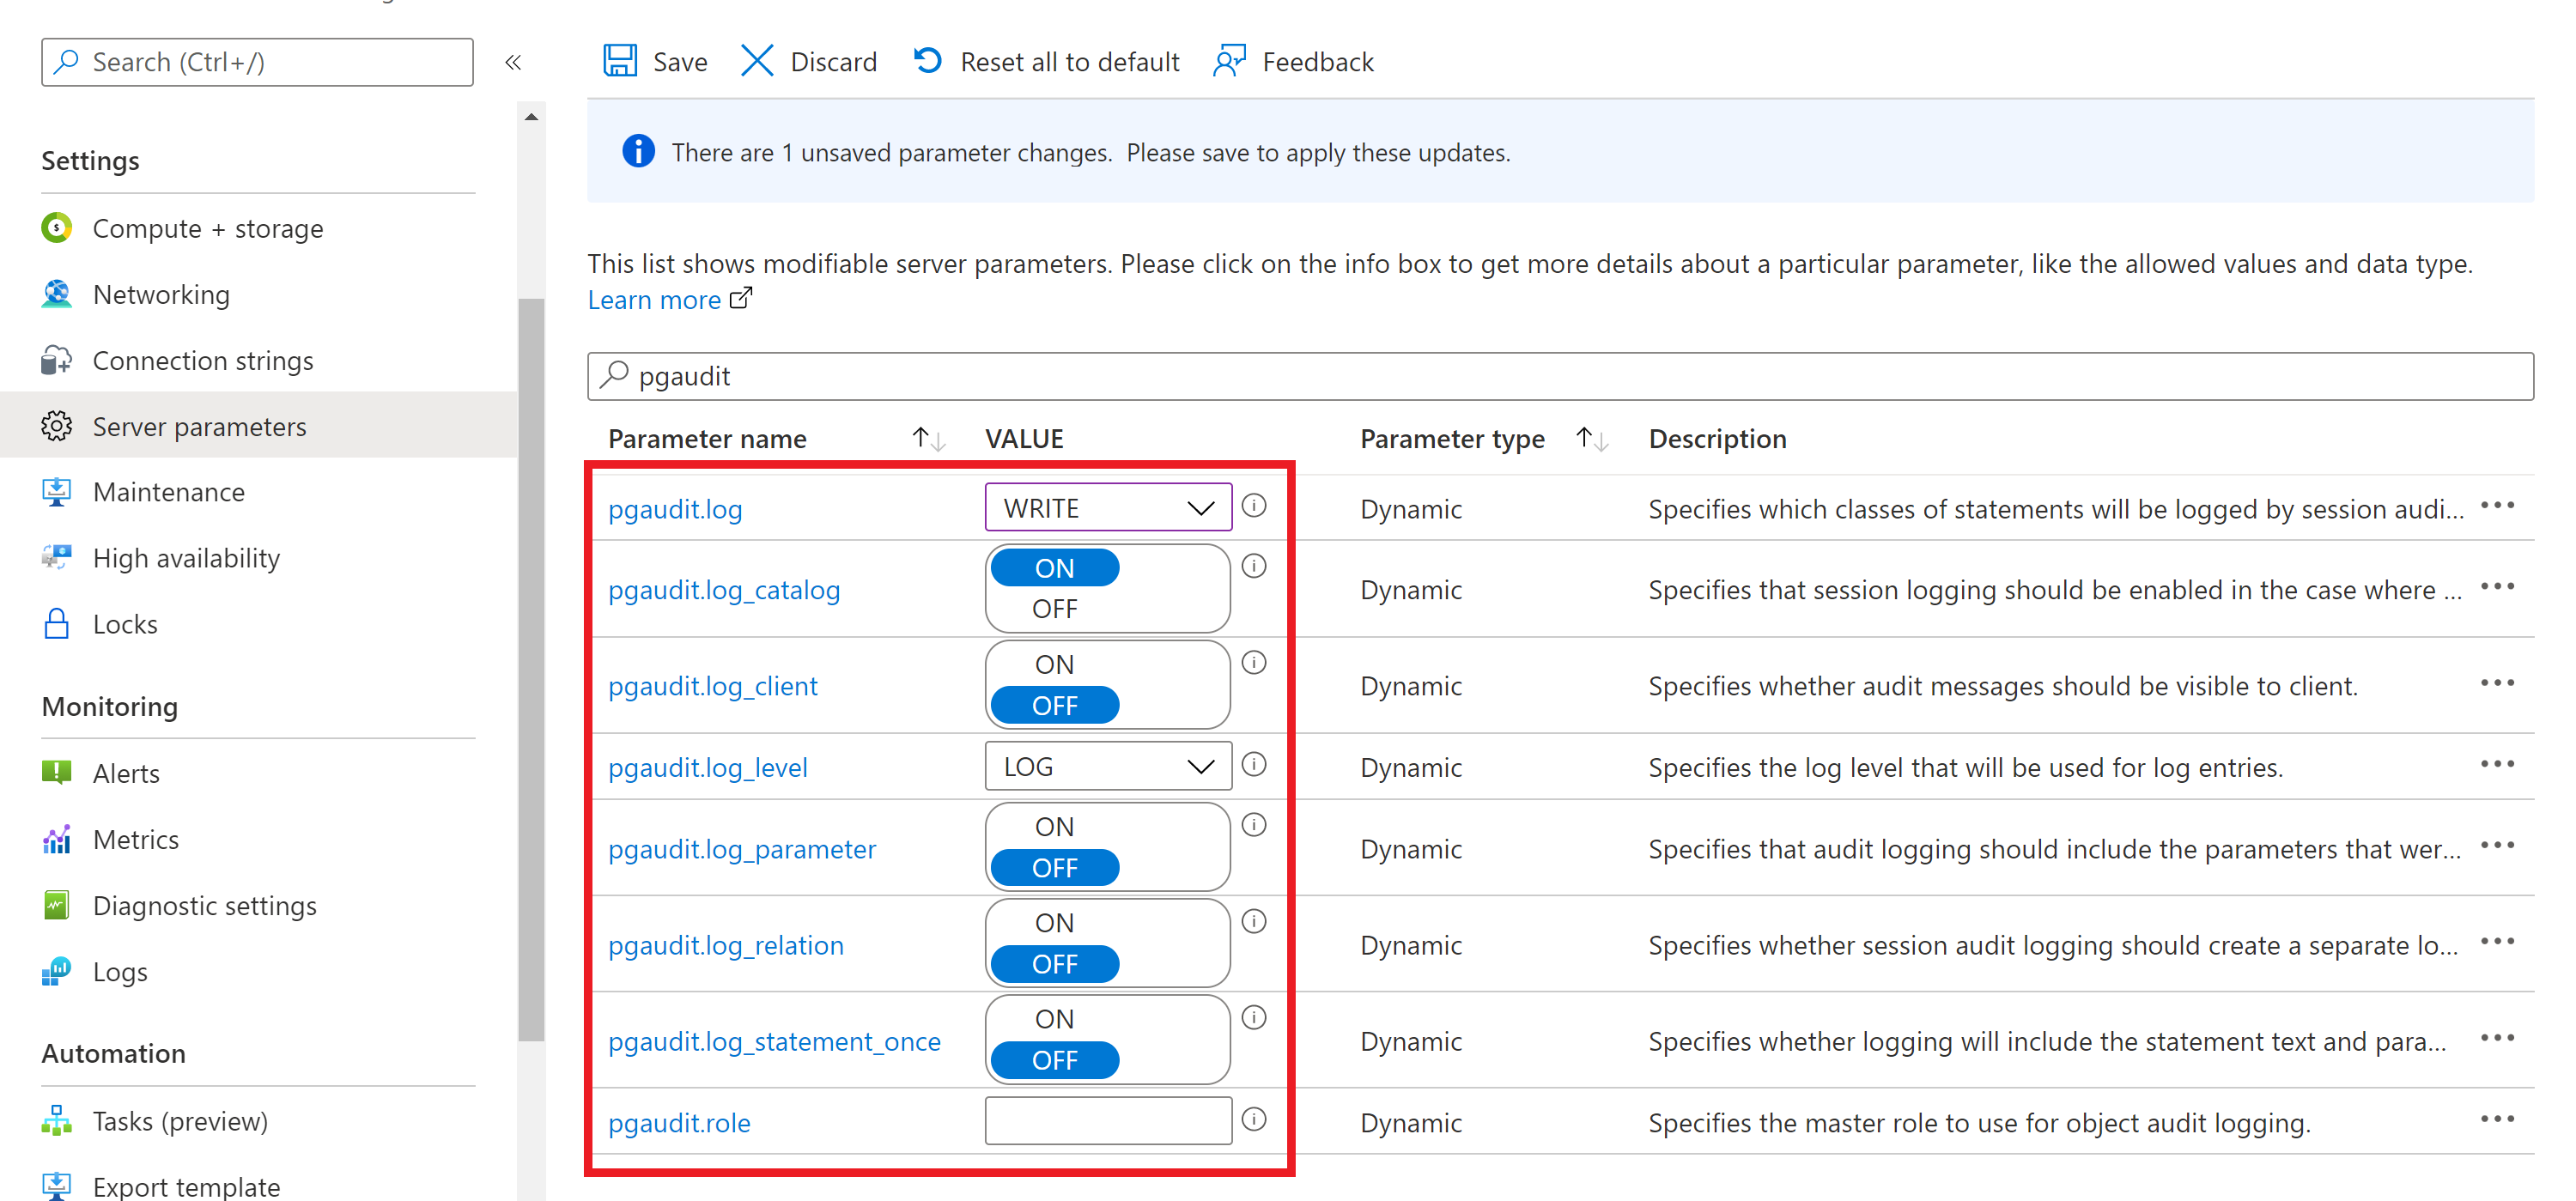 Search (Ctrl+/)
«
Settings
Compute + storage
Networking
Connection strings
Server parameters
Maintenance
High availability
Locks
Monitoring
Alerts
Metrics
Diagnostic settings
Logs
Automation
Tasks (preview)
Export template
Save Discard Reset all to default Feedback
There are 1 unsaved parameter changes. Please save to apply these updates.
This list shows modifiable server parameters. Please click on the info box to get more details about a particular parameter, like the allowed values and data type.
Learn more
pgaudit
Parameter name VALUE Parameter type Description
pgaudit.log WRITE Dynamic Specifies which classes of statements will be logged by session audi...
pgaudit.log_catalog ON OFF Dynamic Specifies that session logging should be enabled in the case where ...
pgaudit.log_client ON OFF Dynamic Specifies whether audit messages should be visible to client.
pgaudit.log_level LOG Dynamic Specifies the log level that will be used for log entries.
pgaudit.log_parameter ON OFF Dynamic Specifies that audit logging should include the parameters that wer...
pgaudit.log_relation ON OFF Dynamic Specifies whether session audit logging should create a separate lo...
pgaudit.log_statement_once ON OFF Dynamic Specifies whether logging will include the statement text and para...
pgaudit.role Dynamic Specifies the master role to use for object audit logging.